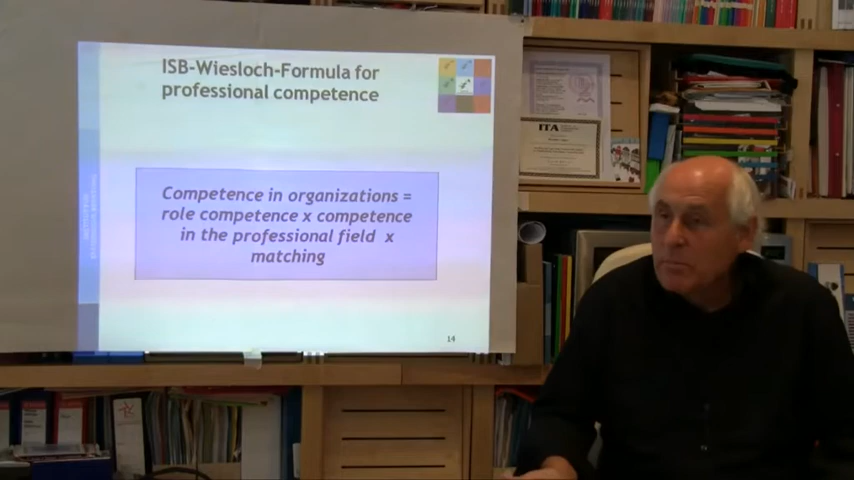 ISB-Wiesloch-Formula for
professional competence
Competence in organizations =
role competence x competence
in the professional field x
matching
14
ITA